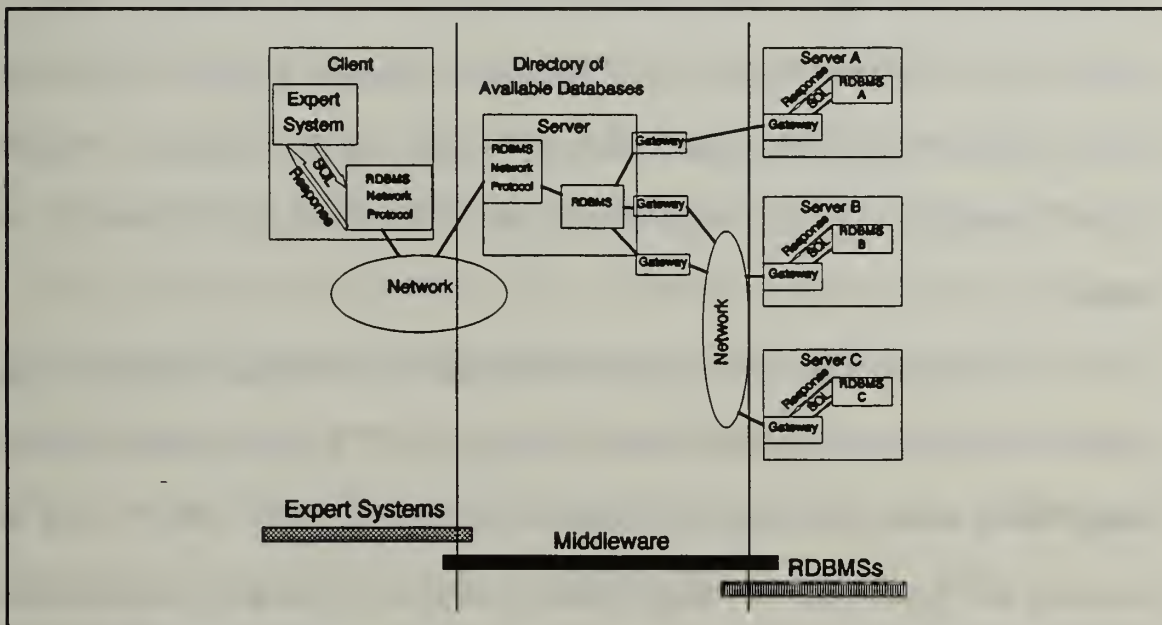 Client
Expert
System
SQL
Response
RDBMS
Network
Protocol
Network
Directory of
Available Databases
Server
RDBMS
Network
Protocol
RDBMS
Gateway
Gateway
Gateway
Network
Server A
Response
SQL
RDBMS
A
Gateway
Server B
Response
SQL
RDBMS
B
Gateway
Server C
Response
SQL
RDBMS
C
Gateway
Expert Systems
Middleware
RDBMSs